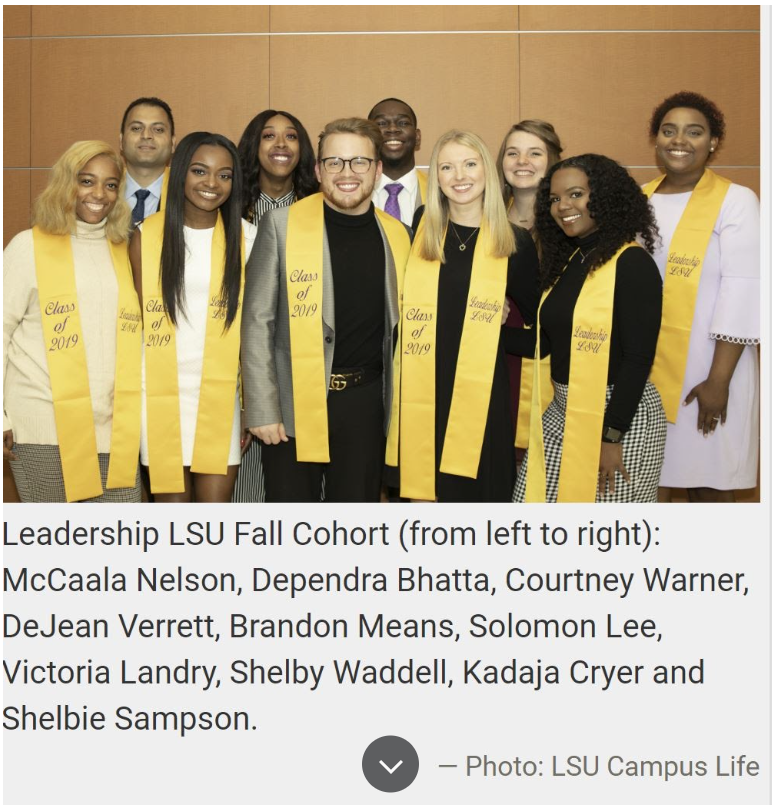 Class
of
2019
Leadership
LSU
Class
of
2019
Leadership
LSU
Class
of
2019
Class
of
2019
Leadership
LSU
Leadership
LSU
Leadership
LSU
Leadership LSU Fall Cohort (from left to right):
McCaala Nelson, Dependra Bhatta, Courtney Warner,
DeJean Verrett, Brandon Means, Solomon Lee,
Victoria Landry, Shelby Waddell, Kadaja Cryer and
Shelbie Sampson.
— Photo: LSU Campus Life